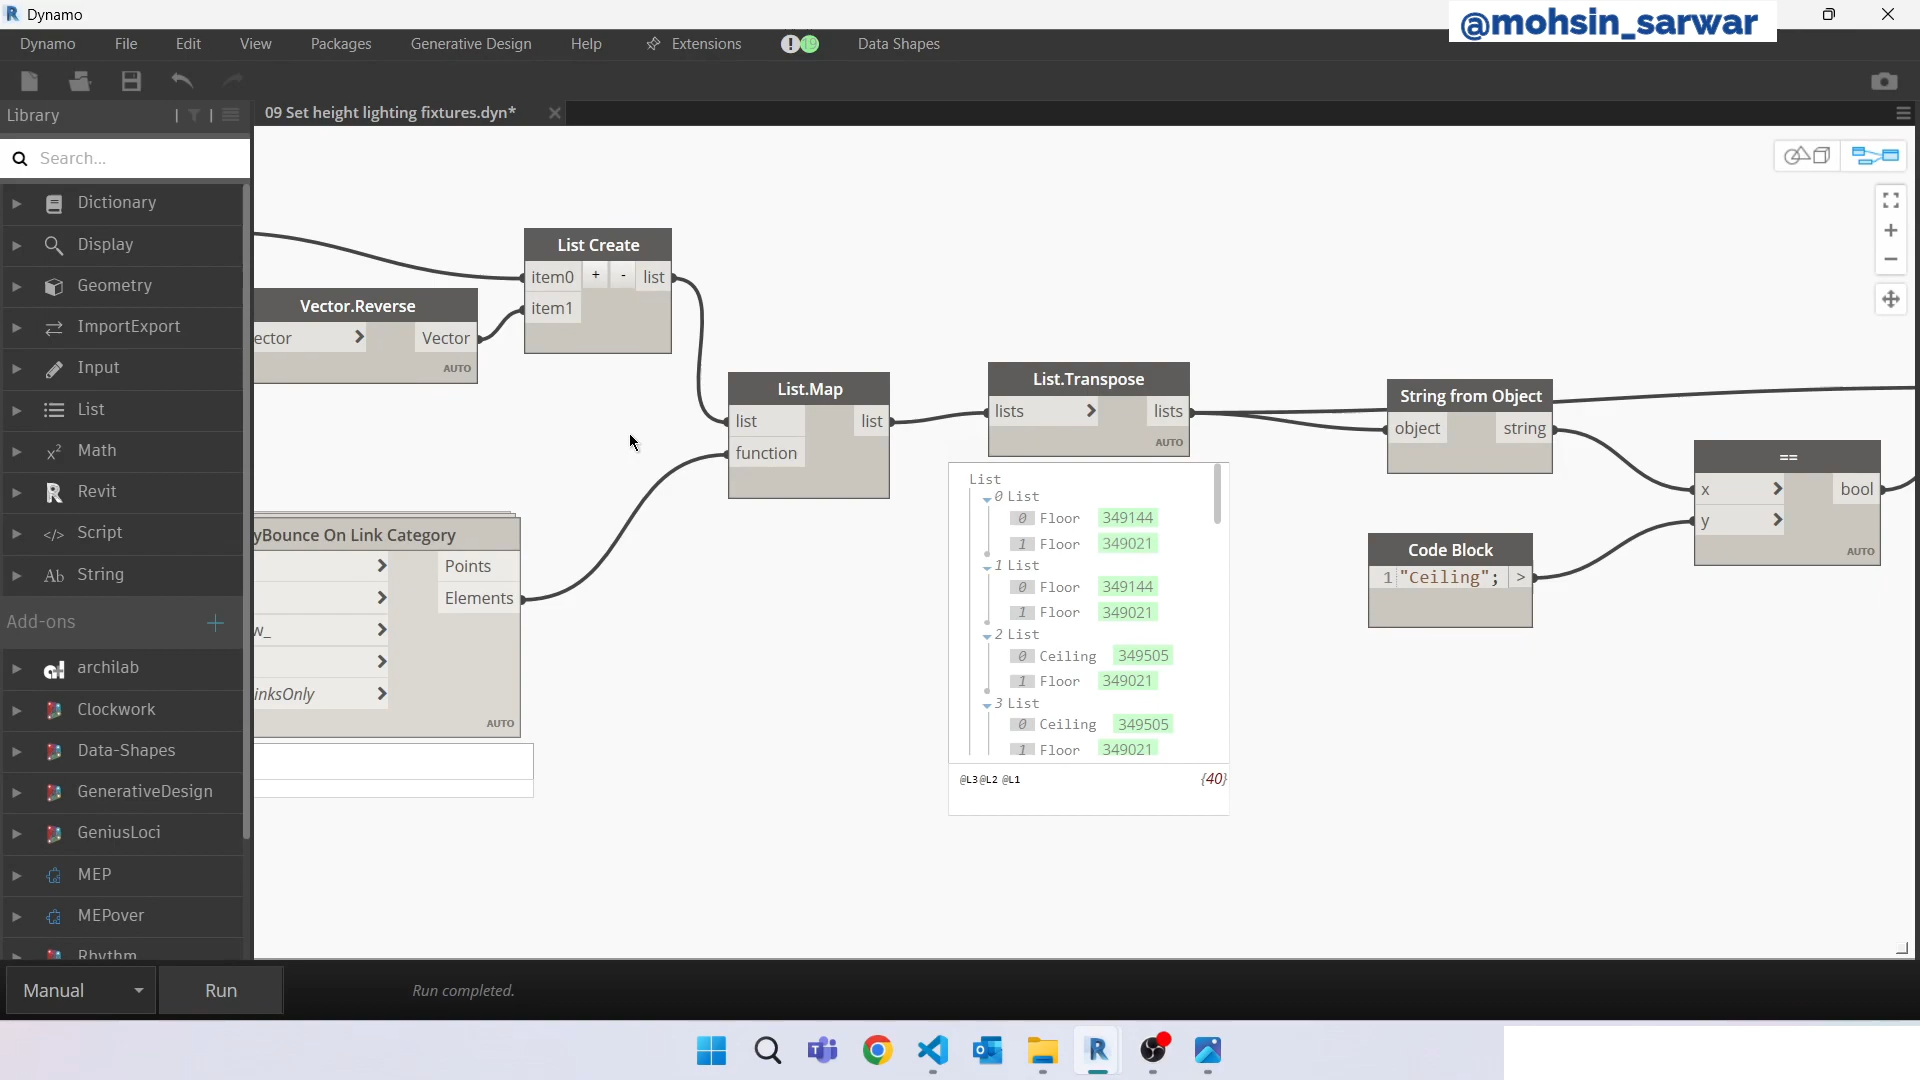 Dynamo
@mohsin_sarwar
Dynamo File Edit View Packages Generative Design Help Extensions Data Shapes
Library
09 Set height lighting fixtures.dyn*
Search...
Dictionary
Display
Geometry
ImportExport
Input
List
Math
Revit
Script
String
Add-ons
archilab
Clockwork
Data-Shapes
GenerativeDesign
GeniusLoci
MEP
MEPover
Rhythm
Vector.Reverse
ector > Vector
AUTO
List Create
item0 + - list
item1
yBounce On Link Category
Points
Elements
w_
inksOnly
AUTO
List.Map
list list
function
List.Transpose
lists > lists
AUTO
List
0 List
0 Floor 349144
1 Floor 349021
1 List
0 Floor 349144
1 Floor 349021
2 List
0 Ceiling 349505
1 Floor 349021
3 List
0 Ceiling 349505
1 Floor 349021
@L3 @L2 @L1 {40}
String from Object
object string
Code Block
1 "Ceiling"; >
==
x > bool
y >
AUTO
Manual Run Run completed.